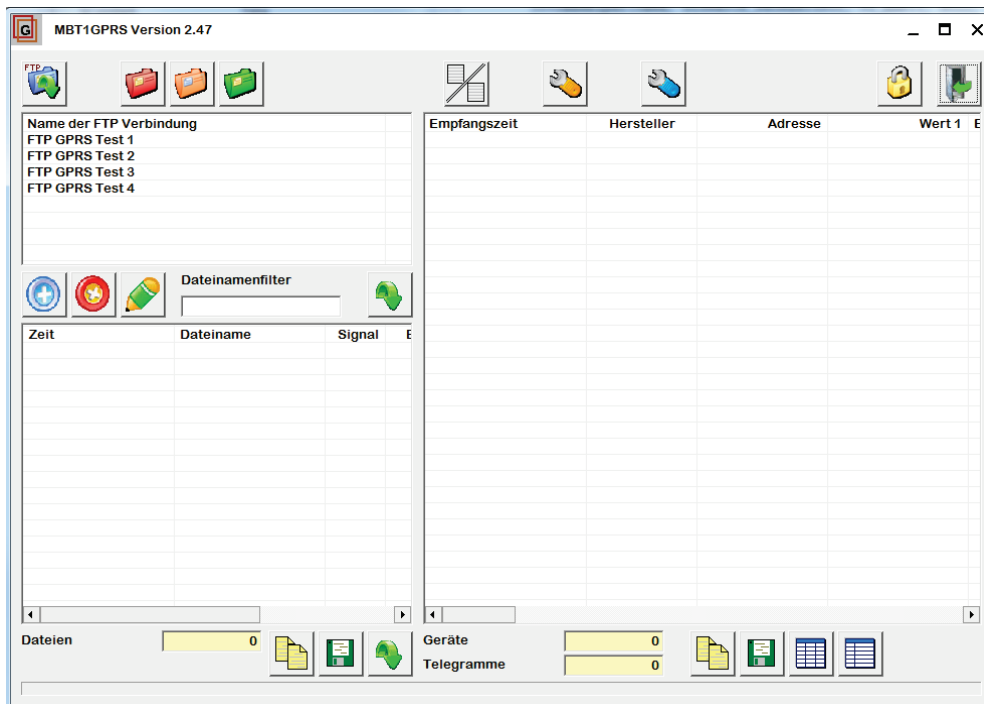 G MBT1GPRS Version 2.47
FTP
Name der FTP Verbindung
FTP GPRS Test 1
FTP GPRS Test 2
FTP GPRS Test 3
FTP GPRS Test 4
Dateinamenfilter
Zeit Dateiname Signal E
Dateien 0
Empfangszeit Hersteller Adresse Wert 1 E
Geräte 0
Telegramme 0